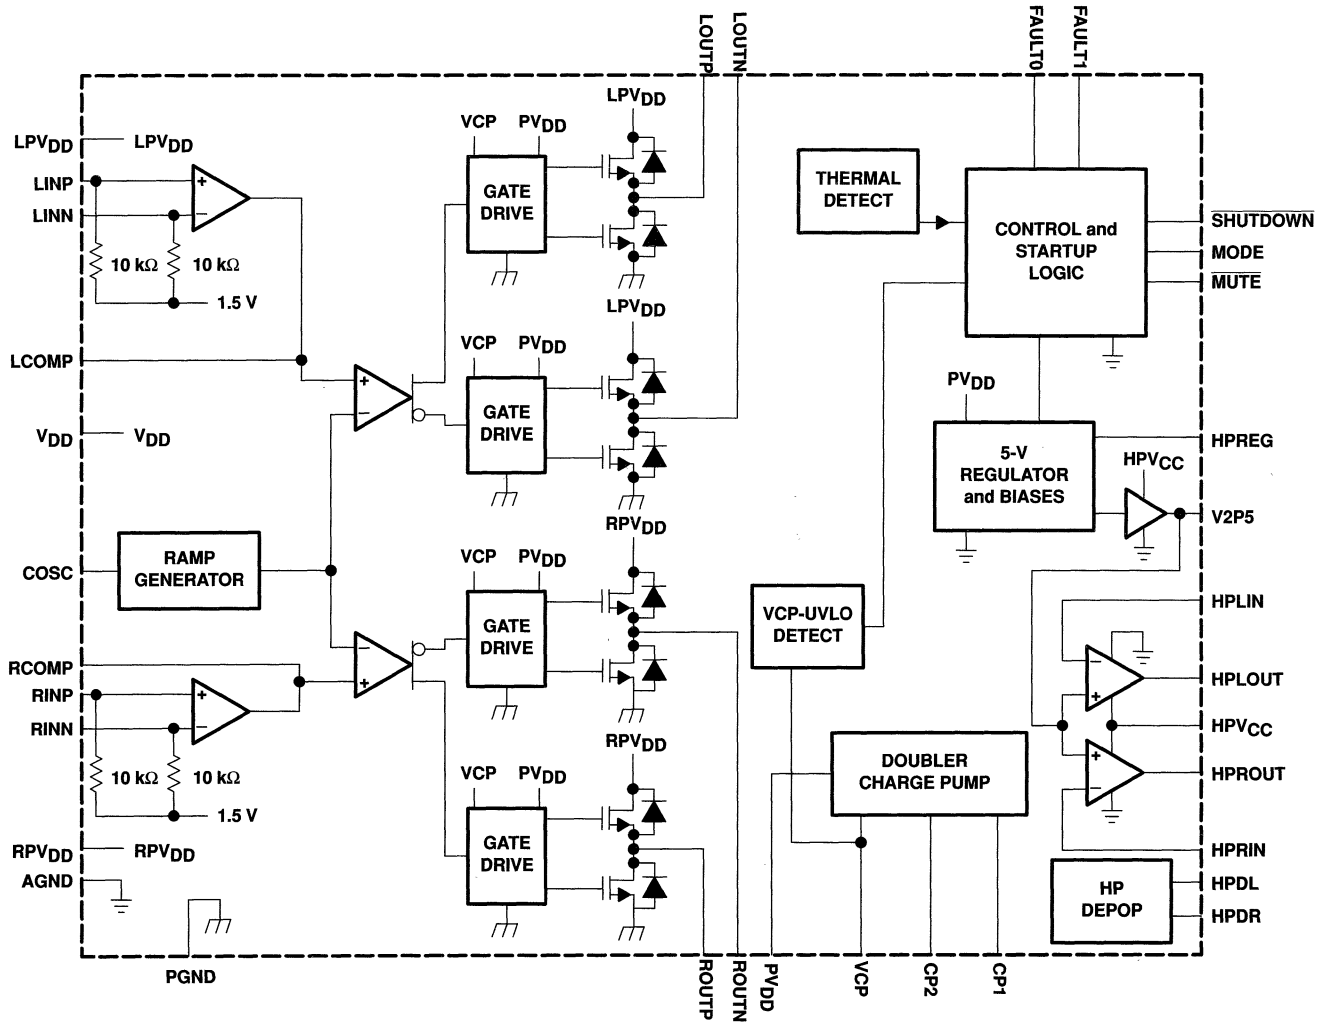 LOUTP
LOUTN
FAULT0
FAULT1
LPVDD
LPVDD
LINP
LINN
+
−
10 kΩ
10 kΩ
1.5 V
LCOMP
VDD
VDD
+
−
COSC
RAMP
GENERATOR
RCOMP
RINP
RINN
−
+
+
−
10 kΩ
10 kΩ
1.5 V
RPVDD
RPVDD
AGND
PGND
VCP
PVDD
LPVDD
GATE
DRIVE
VCP
PVDD
LPVDD
GATE
DRIVE
VCP
PVDD
RPVDD
GATE
DRIVE
VCP
PVDD
RPVDD
GATE
DRIVE
THERMAL
DETECT
CONTROL and
STARTUP
LOGIC
SHUTDOWN
MODE
MUTE
PVDD
5-V
REGULATOR
and BIASES
HPREG
HPVCC
V2P5
VCP-UVLO
DETECT
HPLIN
−
+
HPLOUT
HPVCC
DOUBLER
CHARGE PUMP
+
−
HPROUT
HPRIN
HP
DEPOP
HPDL
HPDR
ROUTP
ROUTN
PVDD
VCP
CP2
CP1